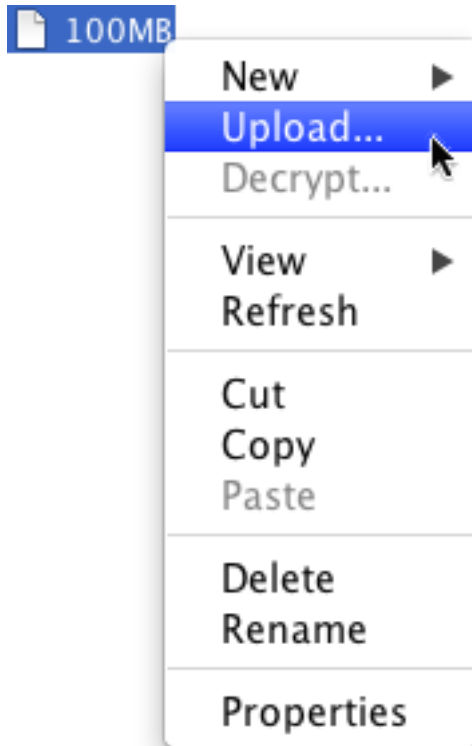 100MB
New
Upload...
Decrypt...
View
Refresh
Cut
Copy
Paste
Delete
Rename
Properties